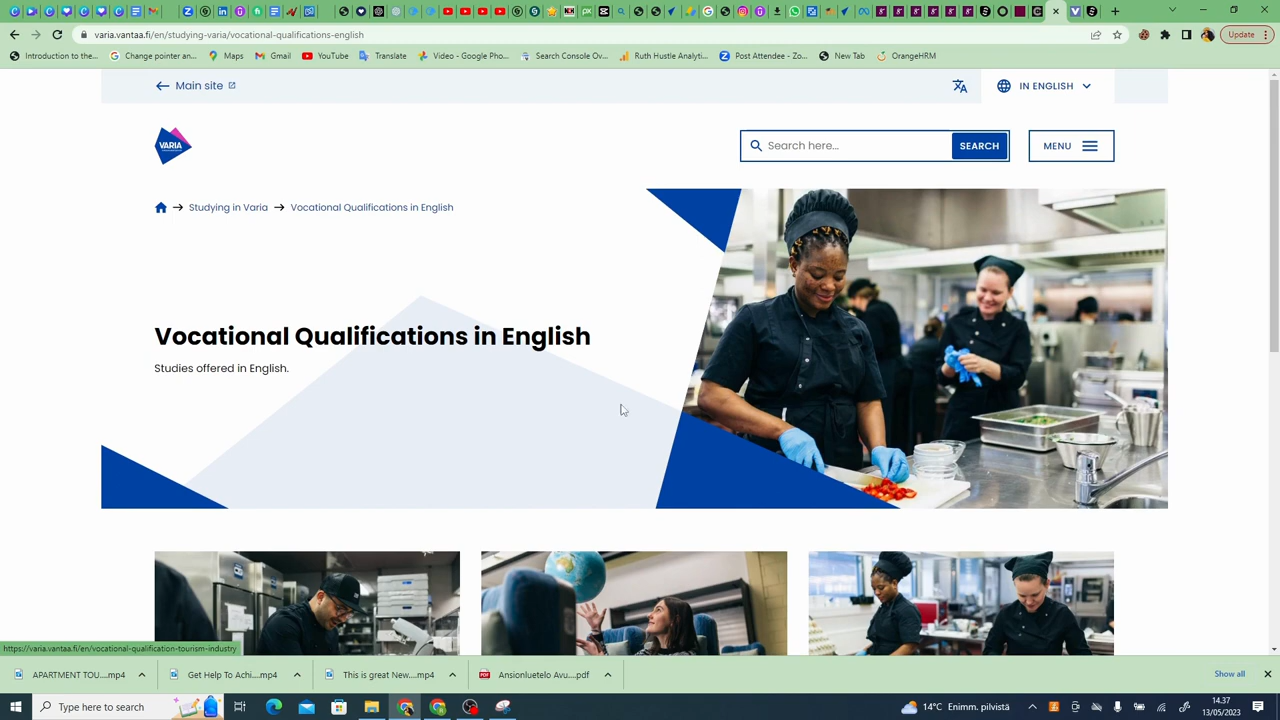 varia.vantaa.fi/en/studying-varia/vocational-qualifications-english
Update
Introduction to the...
Change pointer an...
Maps
Gmail
YouTube
Translate
Video - Google Pho...
Search Console Ov...
Ruth Hustle Analyti...
Post Attendee - Zo...
New Tab
OrangeHRM
Main site
IN ENGLISH
VARIA
Search here...
SEARCH
MENU
Studying in Varia
Vocational Qualifications in English
Vocational Qualifications in English
Studies offered in English.
https://varia.vantaa.fi/en/vocational-qualification-tourism-industry
APARTMENT TOU....mp4
Get Help To Achi....mp4
This is great New....mp4
Ansionluetelo Avu....pdf
Show all
Type here to search
14°C Enimm. pilvistä
14.37
13/05/2023